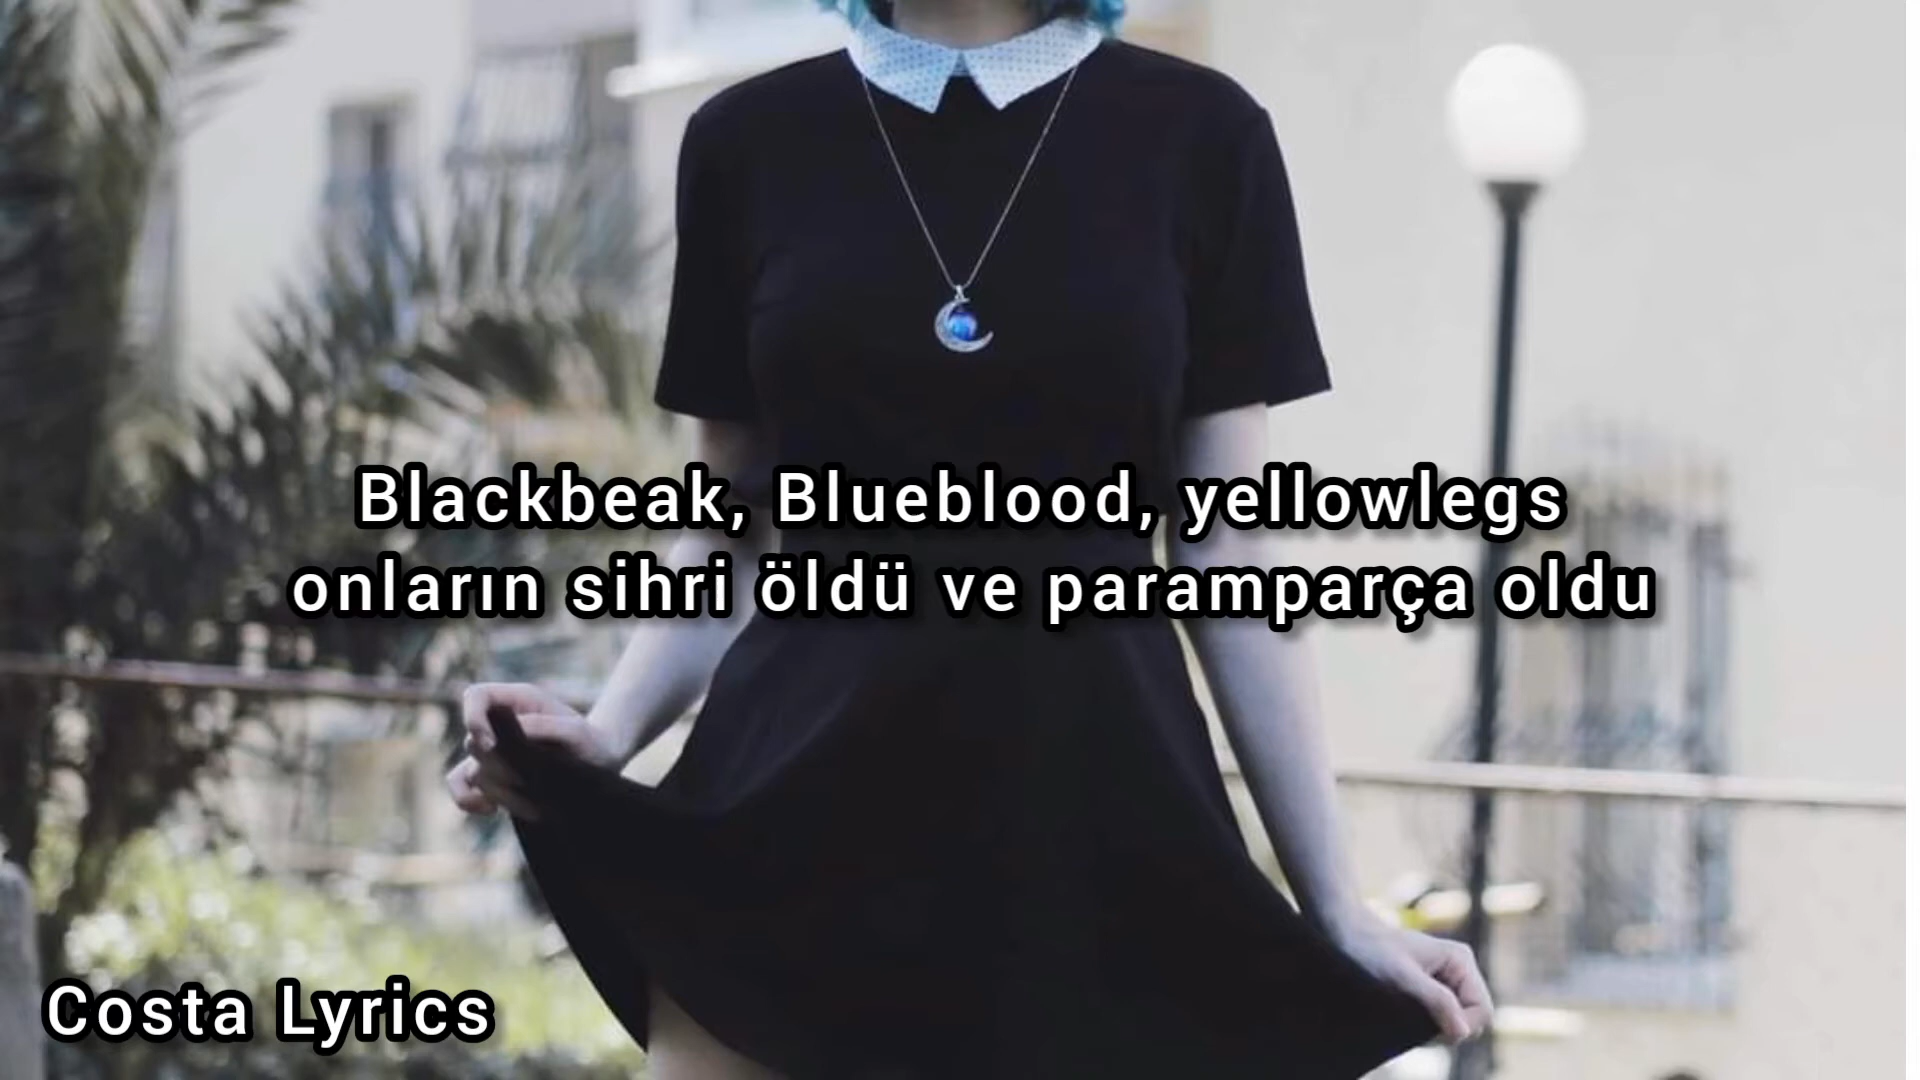 Blackbeak, Blueblood, yellowlegs
onların sihri öldü ve paramparça oldu
Costa Lyrics